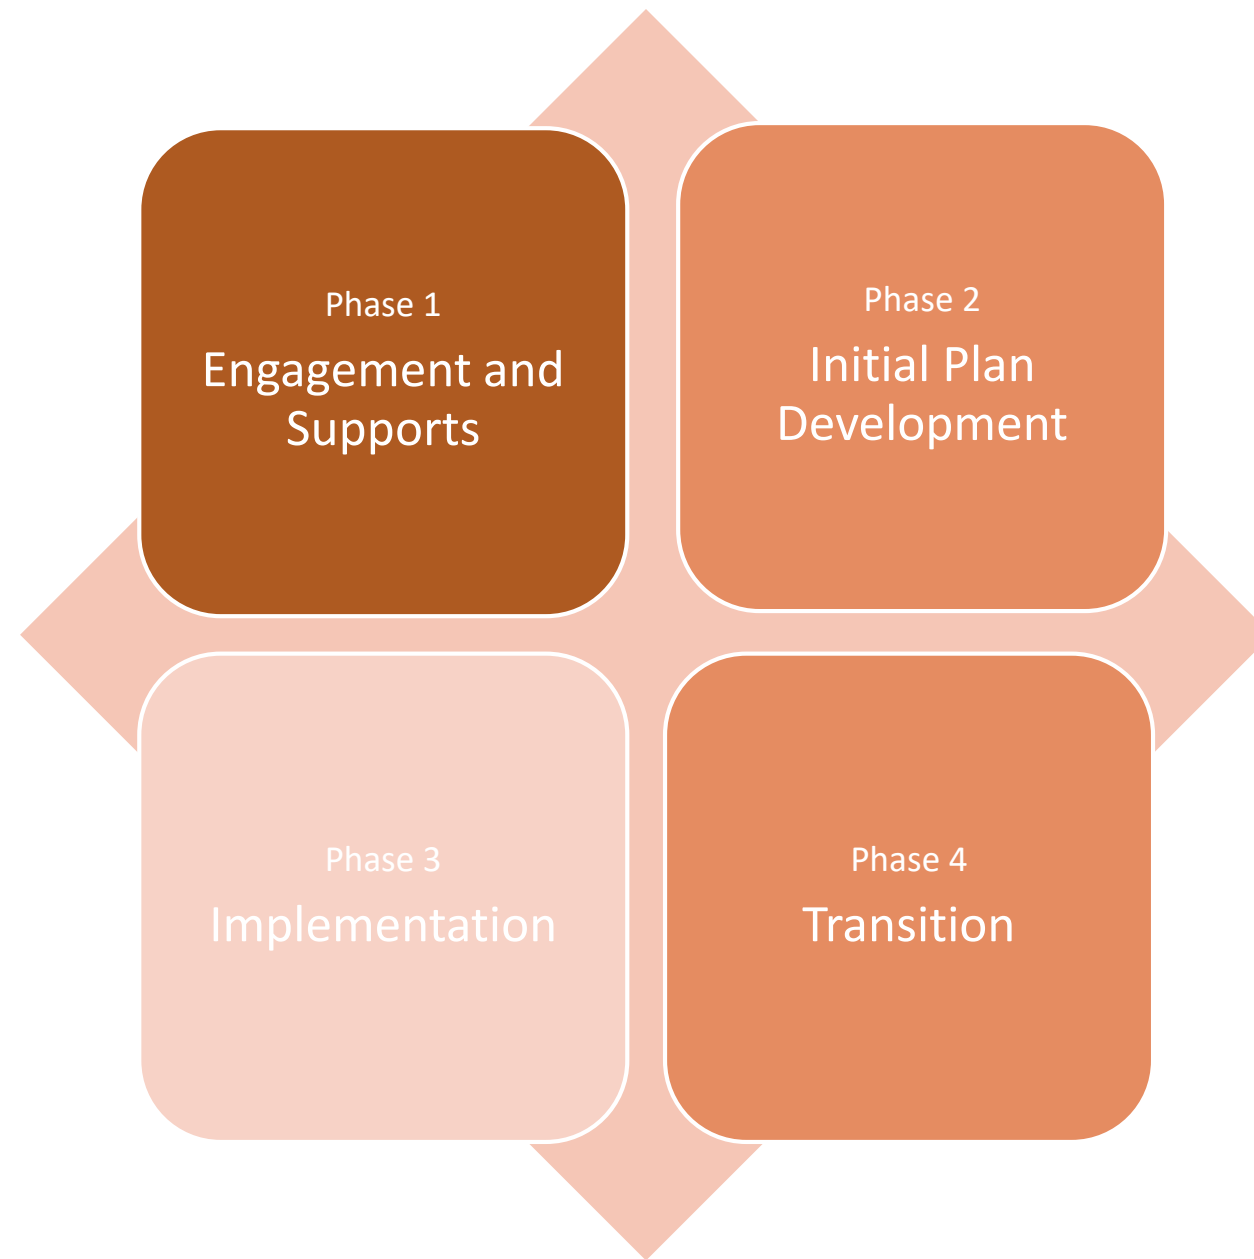 Phase 1
Engagement and
Supports
Phase 2
Initial Plan
Development
Phase 3
Implementation
Phase 4
Transition